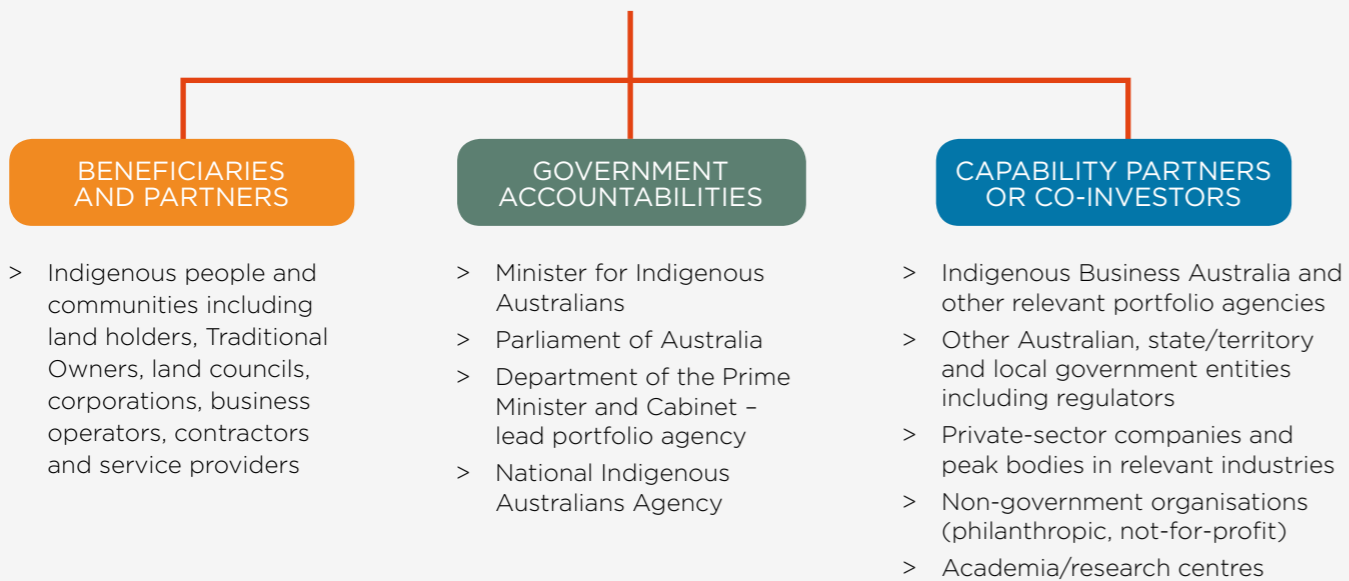 BENEFICIARIES
AND PARTNERS
> Indigenous people and
communities including
land holders, Traditional
Owners, land councils,
corporations, business
operators, contractors
and service providers
GOVERNMENT
ACCOUNTABILITIES
> Minister for Indigenous
Australians
> Parliament of Australia
> Department of the Prime
Minister and Cabinet –
lead portfolio agency
> National Indigenous
Australians Agency
CAPABILITY PARTNERS
OR CO-INVESTORS
> Indigenous Business Australia and
other relevant portfolio agencies
> Other Australian, state/territory
and local government entities
including regulators
> Private-sector companies and
peak bodies in relevant industries
> Non-government organisations
(philanthropic, not-for-profit)
> Academia/research centres